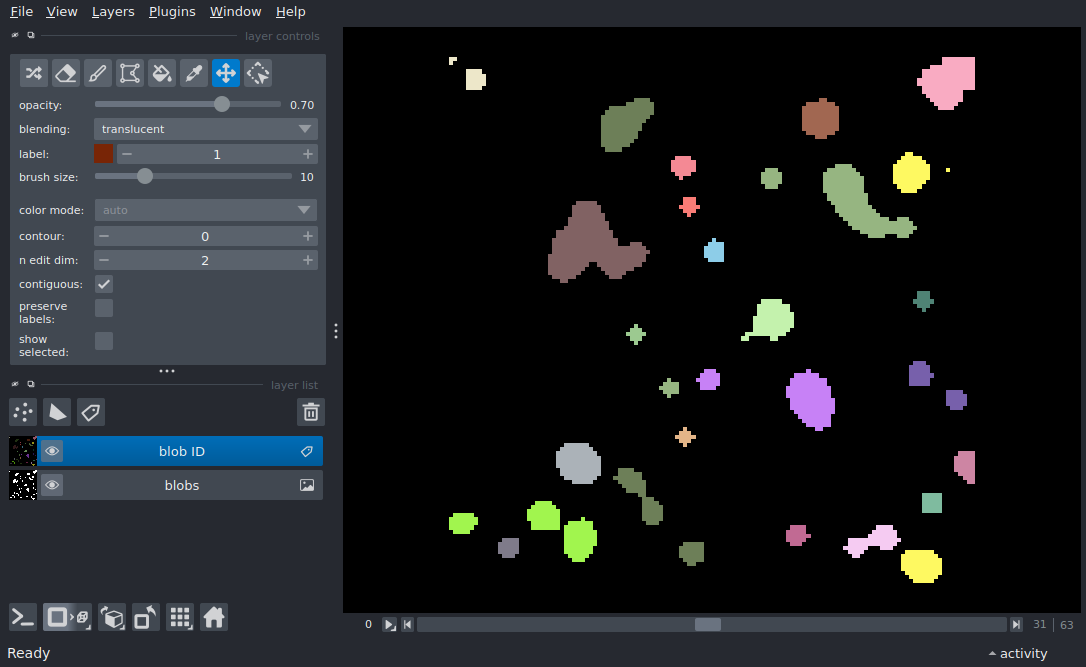 File View Layers Plugins Window Help
layer controls
opacity: 0.70
blending: translucent
label: 1
brush size: 10
color mode: auto
contour: 0
n edit dim: 2
contiguous:
preserve
labels:
show
selected:
layer list
blob ID
blobs
0 31 63
Ready activity